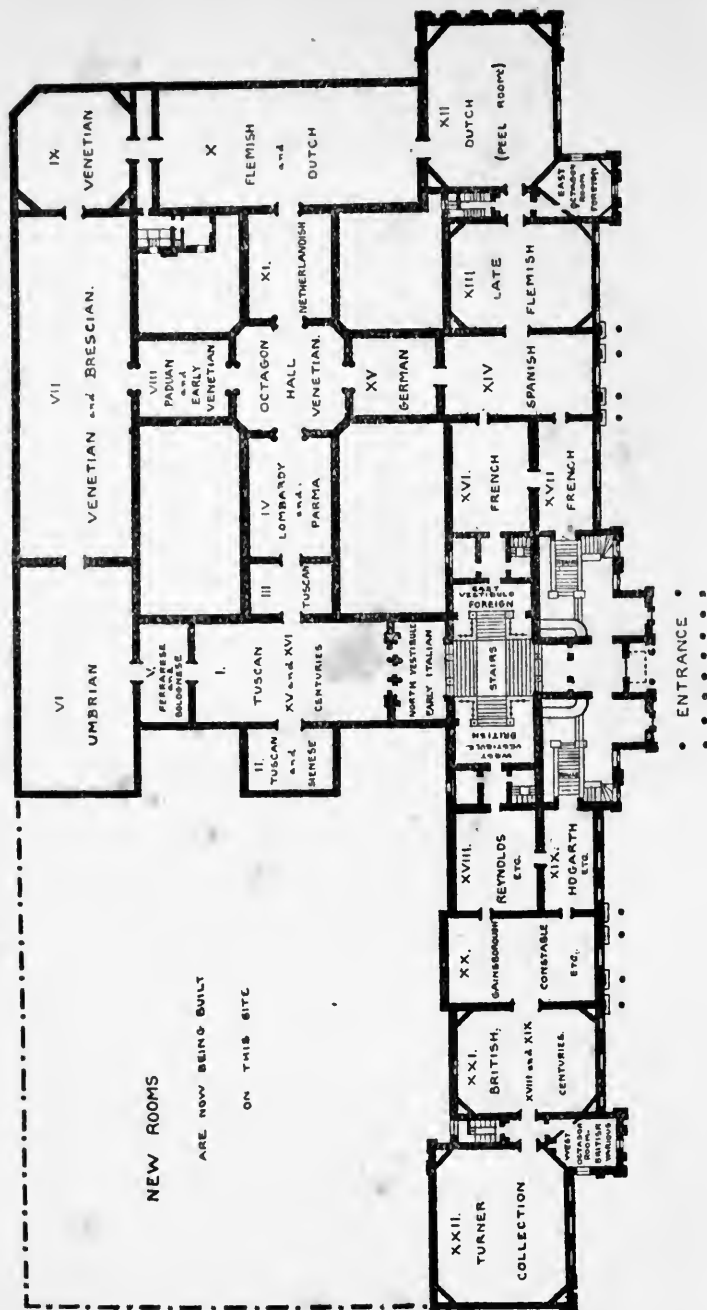 IX.
VENETIAN
VII
VENETIAN and BRESCIAN.
VI
UMBRIAN
X
FLEMISH
and
DUTCH
XII
DUTCH
(PEEL ROOM)
EAST
OCTAGON
ROOM
FOREIGN
XI.
NETHERLANDISH
XIII
LATE
FLEMISH
VIII
PADUAN
and
EARLY
VENETIAN
OCTAGON
HALL
VENETIAN.
XV
GERMAN
XIV
SPANISH
IV
LOMBARDY
and.
PARMA
XVI.
FRENCH
XVII
FRENCH
III
TUSCAN
V.
FERRARESE
and
BOLOGNESE
I.
TUSCAN
XV and XVI
CENTURIES
NORTH VESTIBULE
EARLY ITALIAN
EAST
VESTIBULE
FOREIGN
STAIRS
WEST
VESTIBULE
BRITISH
ENTRANCE
II.
TUSCAN
and
SIENESE
XVIII.
REYNOLDS
ETC.
XIX.
HOGARTH
ETC.
XX.
GAINSBOROUGH
CONSTABLE
ETC.
XXI.
BRITISH.
XVIII and XIX
CENTURIES.
WEST
OCTAGON
ROOM.
BRITISH
VARIOUS
XXII.
TURNER
COLLECTION
NEW ROOMS
ARE NOW BEING BUILT
ON THIS SITE